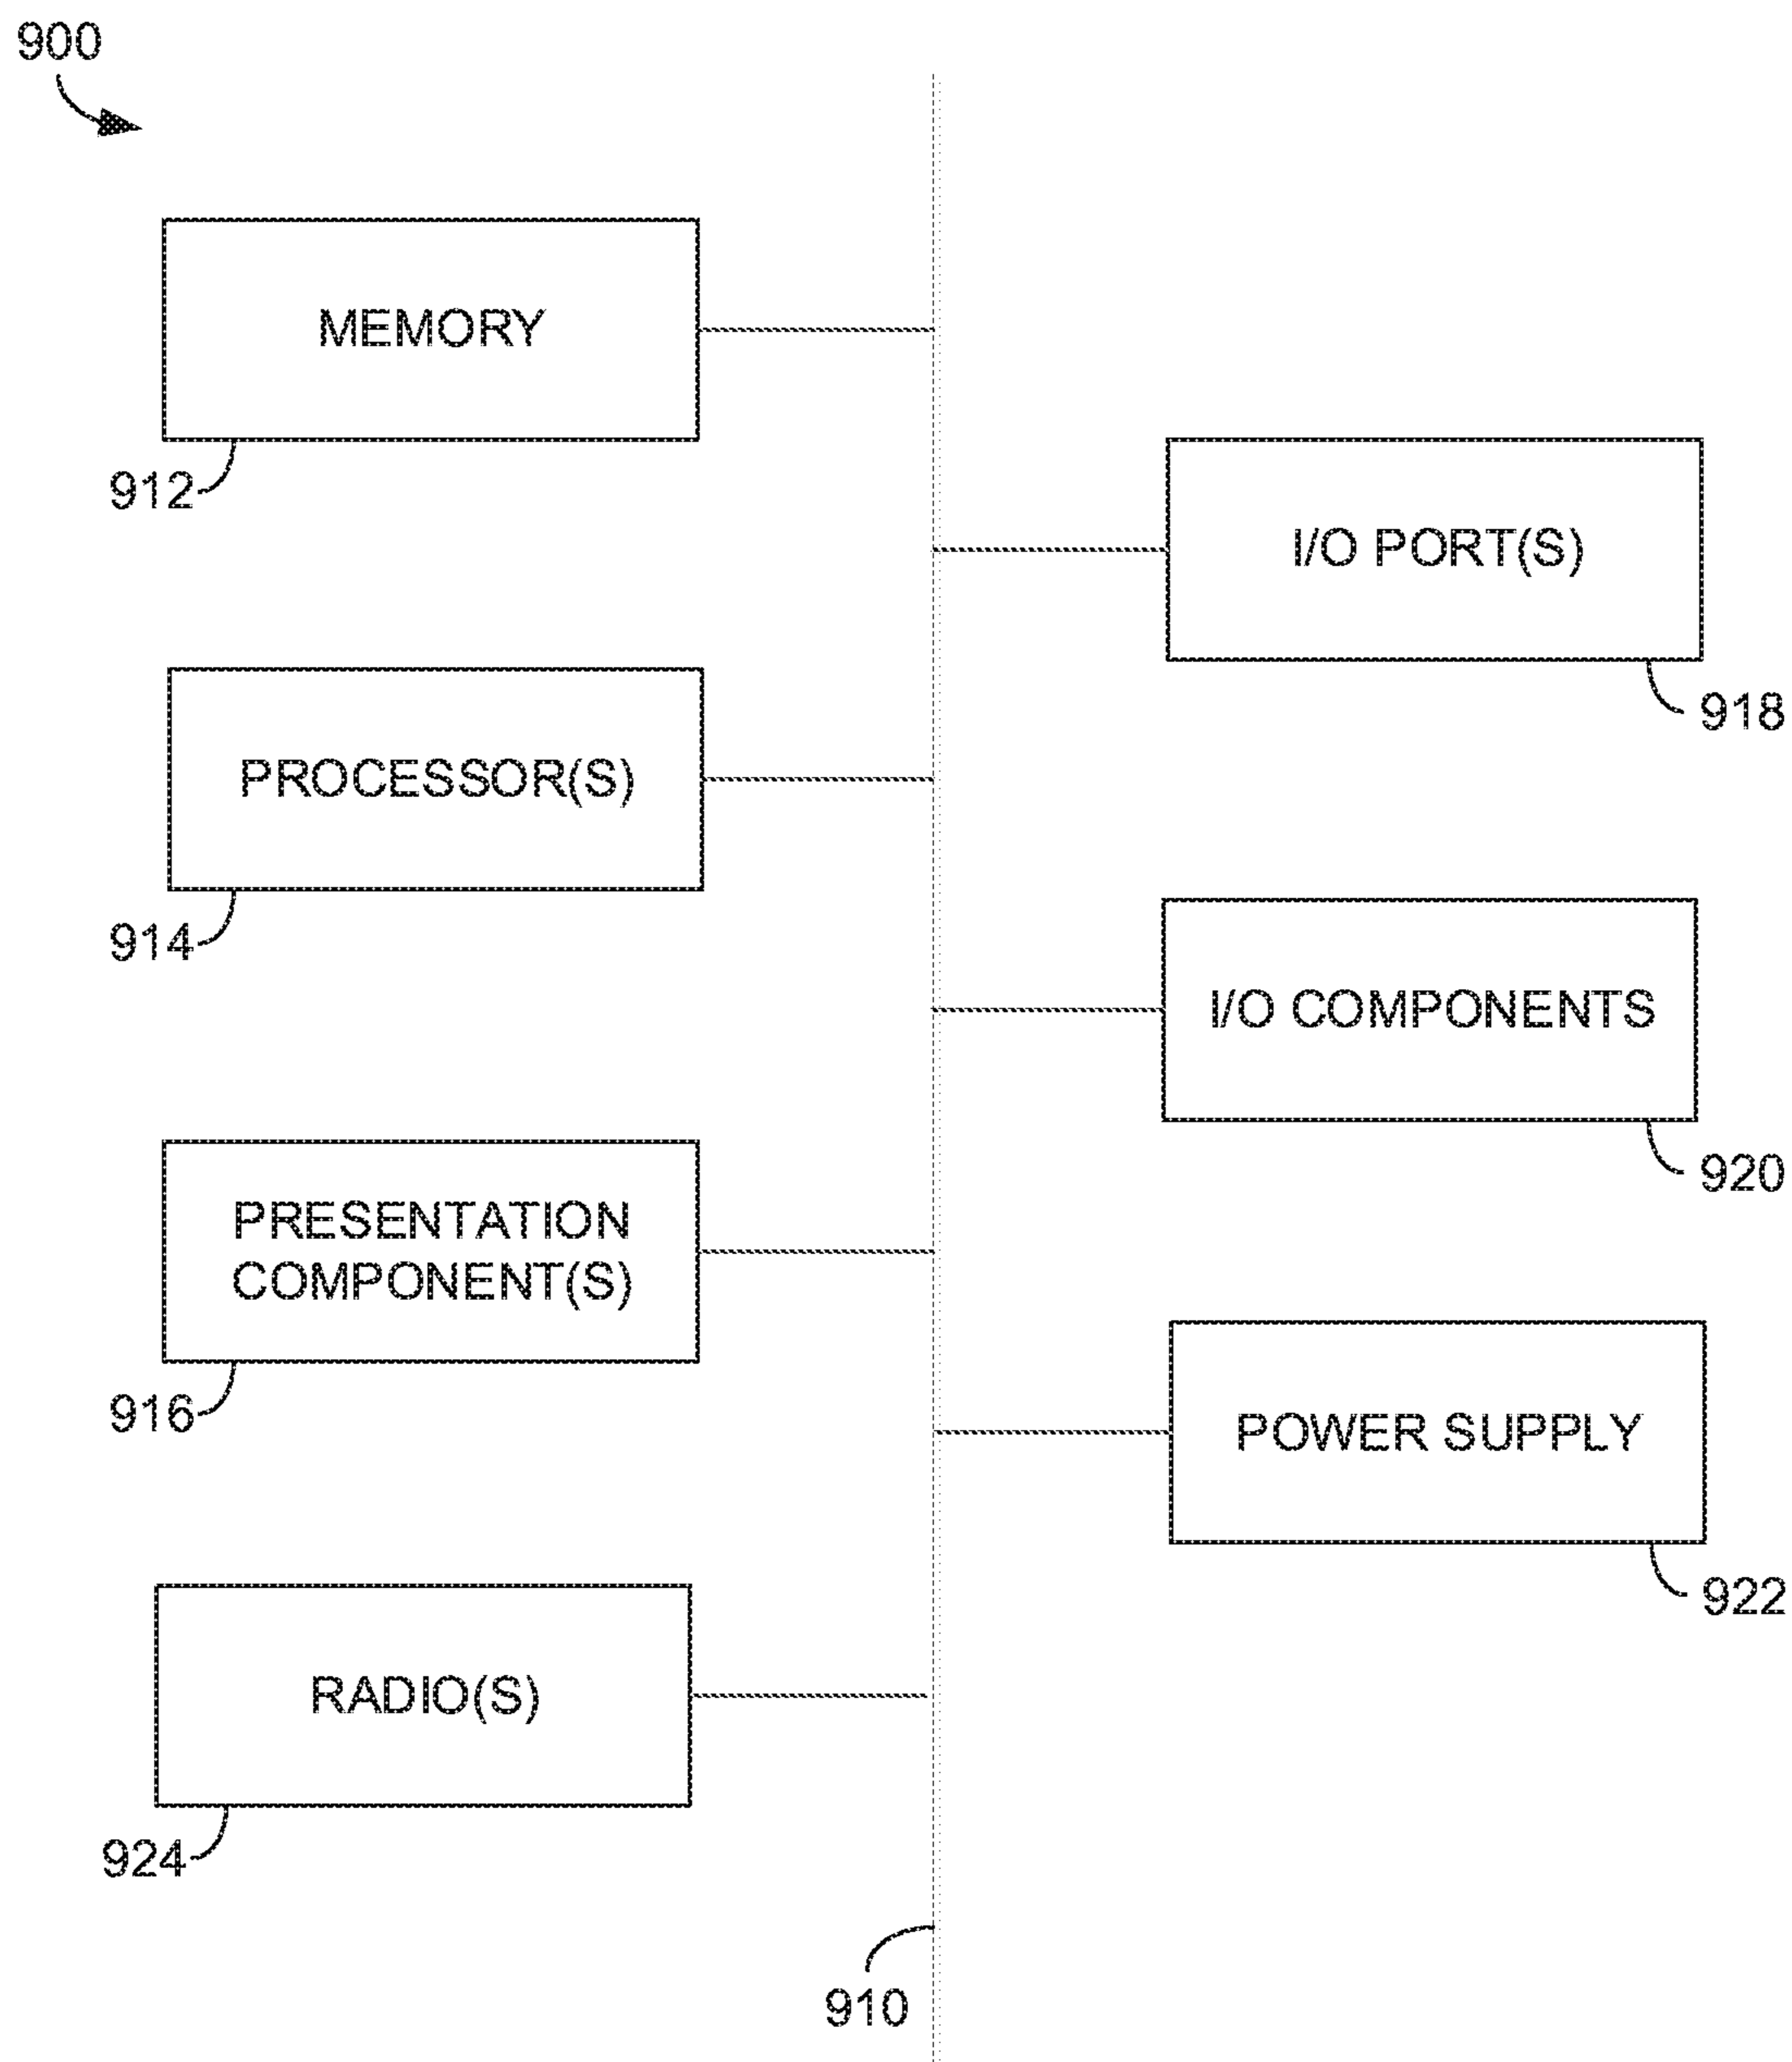 900
MEMORY
912
I/O PORT(S)
918
PROCESSOR(S)
914
I/O COMPONENTS
920
PRESENTATION
COMPONENT(S)
916
POWER SUPPLY
922
RADIO(S)
924
910